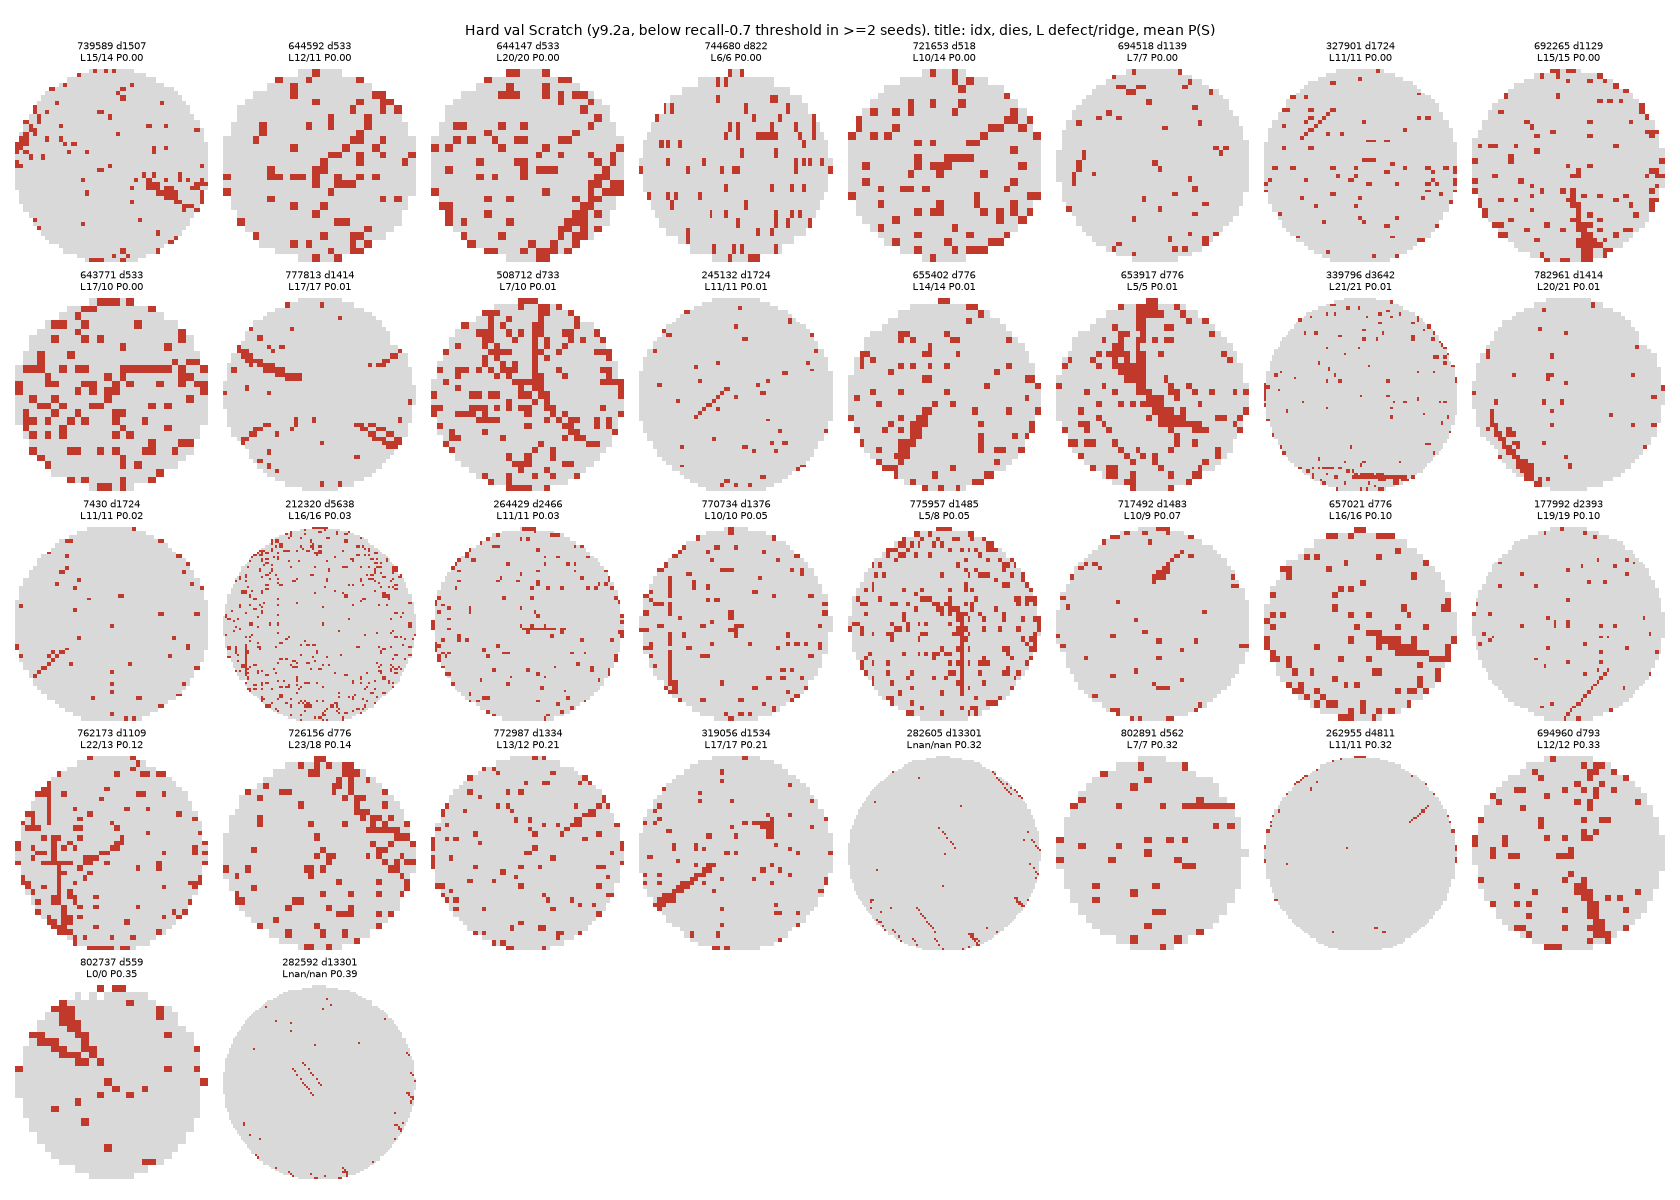 Hard val Scratch (y9.2a, below recall-0.7 threshold in >=2 seeds). title: idx, dies, L defect/ridge, mean P(S)
739589 d1507
L15/14 P0.00
644592 d533
L12/11 P0.00
644147 d533
L20/20 P0.00
744680 d822
L6/6 P0.00
721653 d518
L10/14 P0.00
694518 d1139
L7/7 P0.00
327901 d1724
L11/11 P0.00
692265 d1129
L15/15 P0.00
643771 d533
L17/10 P0.00
777813 d1414
L17/17 P0.01
508712 d733
L7/10 P0.01
245132 d1724
L11/11 P0.01
655402 d776
L14/14 P0.01
653917 d776
L5/5 P0.01
339796 d3642
L21/21 P0.01
782961 d1414
L20/21 P0.01
7430 d1724
L11/11 P0.02
212320 d5638
L16/16 P0.03
264429 d2466
L11/11 P0.03
770734 d1376
L10/10 P0.05
775957 d1485
L5/8 P0.05
717492 d1483
L10/9 P0.07
657021 d776
L16/16 P0.10
177992 d2393
L19/19 P0.10
762173 d1109
L22/13 P0.12
726156 d776
L23/18 P0.14
772987 d1334
L13/12 P0.21
319056 d1534
L17/17 P0.21
282605 d13301
Lnan/nan P0.32
802891 d562
L7/7 P0.32
262955 d4811
L11/11 P0.32
694960 d793
L12/12 P0.33
802737 d559
L0/0 P0.35
282592 d13301
Lnan/nan P0.39